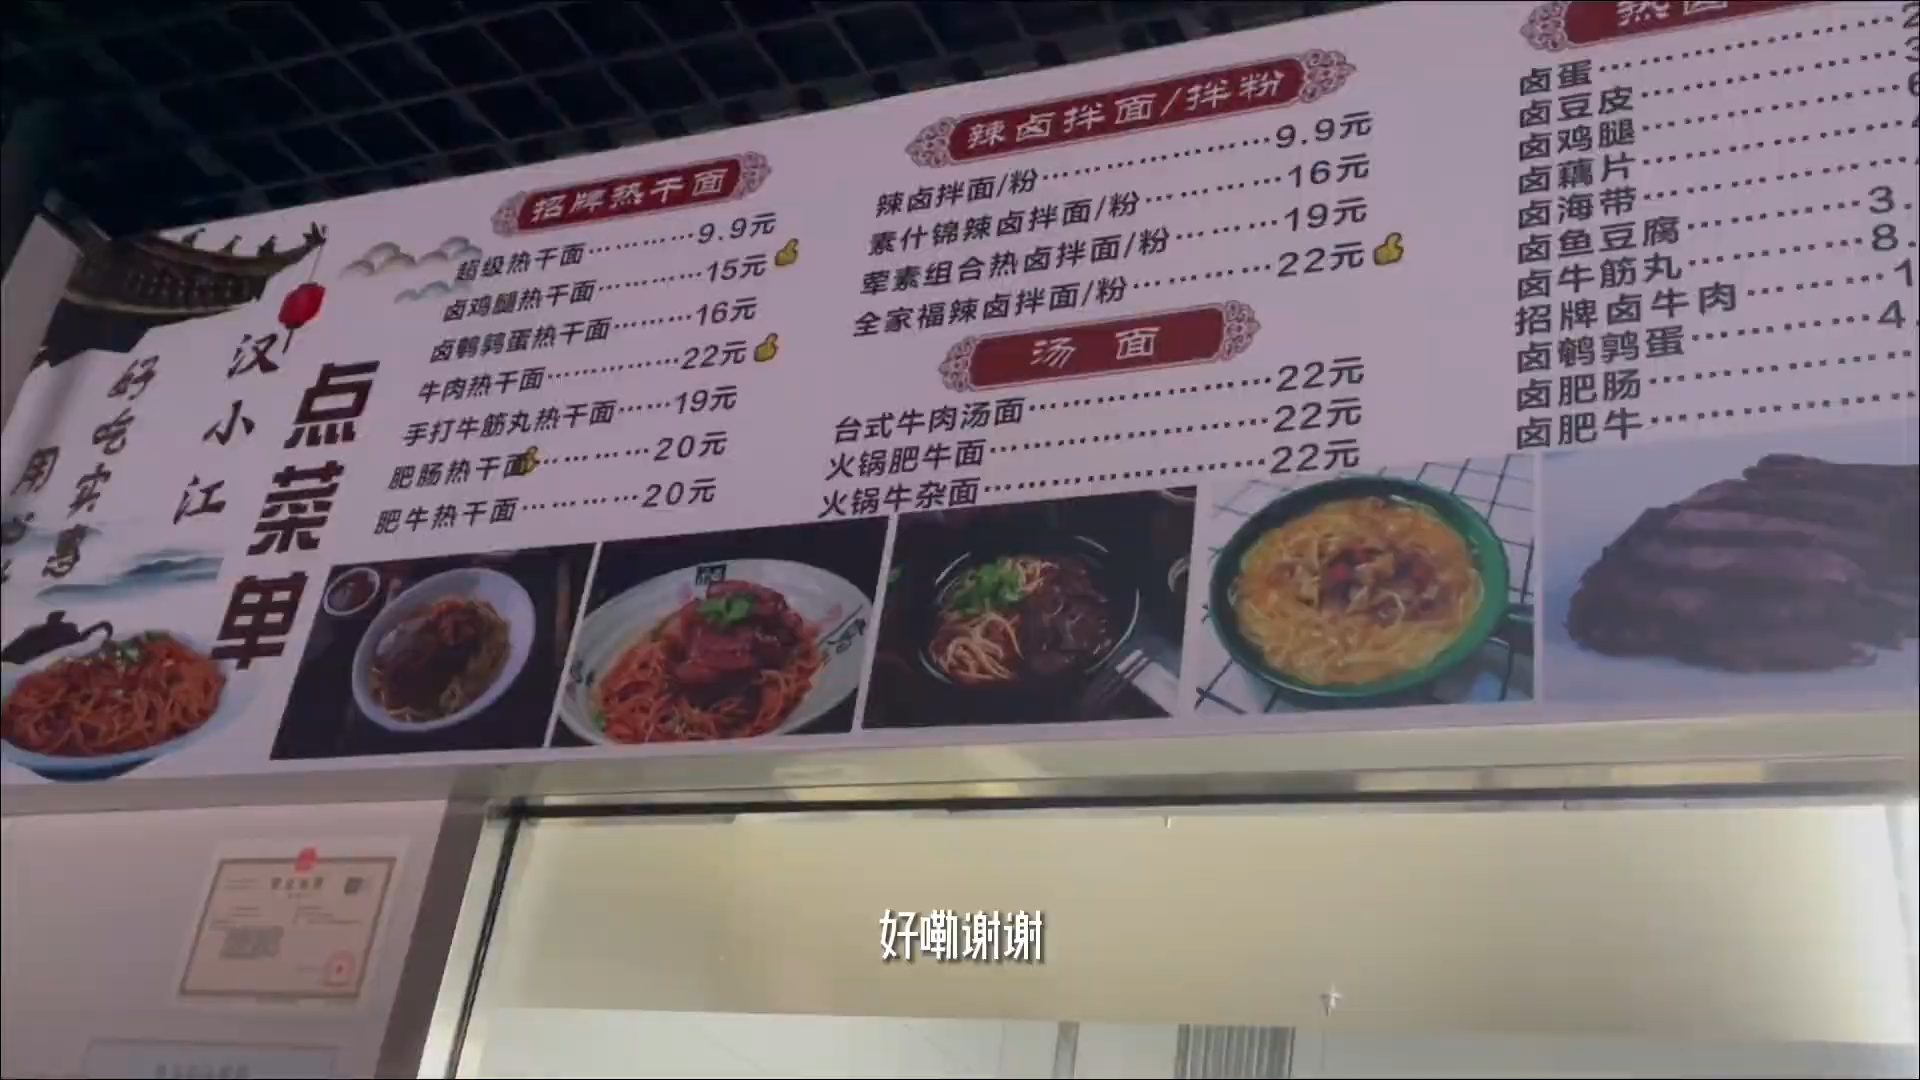 好吃实惠
汉小江
点菜单
招牌热干面
超级热干面…………9.9元
卤鸡腿热干面…………15元
卤鹌鹑蛋热干面………16元
牛肉热干面……………22元
手打牛筋丸热干面……19元
肥肠热干面…………20元
肥牛热干面…………20元
辣卤拌面/拌粉
辣卤拌面/粉……………………9.9元
素什锦辣卤拌面/粉……………16元
荤素组合热卤拌面/粉…………19元
全家福辣卤拌面/粉……………22元
汤面
台式牛肉汤面……………………22元
火锅肥牛面………………………22元
火锅牛杂面………………………22元
卤蛋
卤豆皮
卤鸡腿
卤藕片
卤海带
卤鱼豆腐
卤牛筋丸
招牌卤牛肉
卤鹌鹑蛋
卤肥肠
卤肥牛
好嘞谢谢